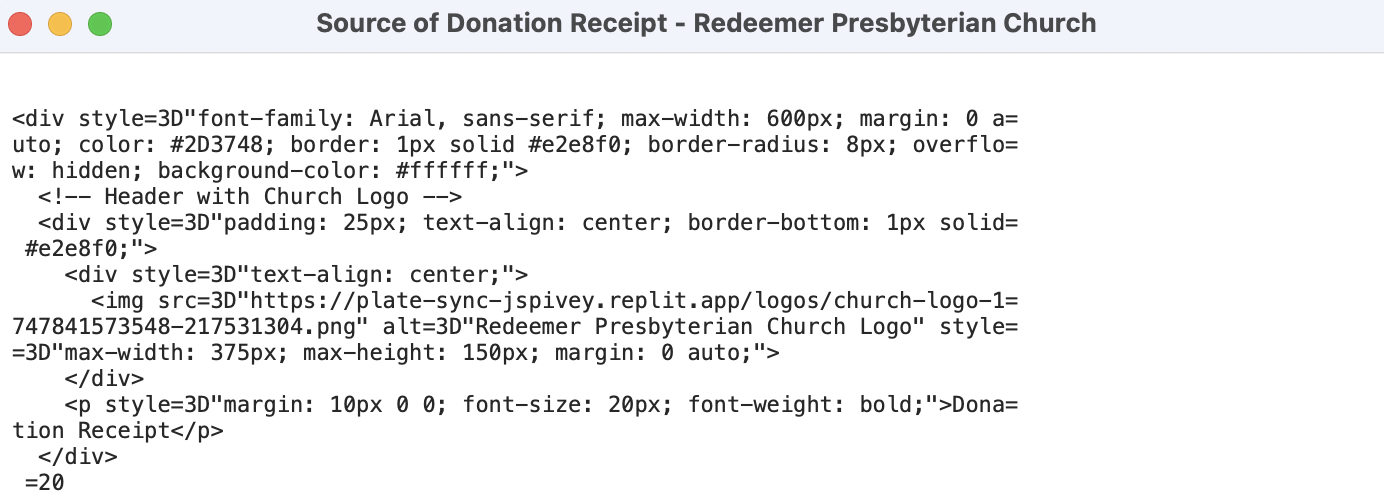 Source of Donation Receipt - Redeemer Presbyterian Church
<div style=3D"font-family: Arial, sans-serif; max-width: 600px; margin: 0 a=
uto; color: #2D3748; border: 1px solid #e2e8f0; border-radius: 8px; overflo=
w: hidden; background-color: #ffffff;">
  <!-- Header with Church Logo -->
  <div style=3D"padding: 25px; text-align: center; border-bottom: 1px solid=
 #e2e8f0;">
    <div style=3D"text-align: center;">
      <img src=3D"https://plate-sync-jspivey.replit.app/logos/church-logo-1=
747841573548-217531304.png" alt=3D"Redeemer Presbyterian Church Logo" style=
=3D"max-width: 375px; max-height: 150px; margin: 0 auto;">
    </div>
    <p style=3D"margin: 10px 0 0; font-size: 20px; font-weight: bold;">Dona=
tion Receipt</p>
  </div>
 =20